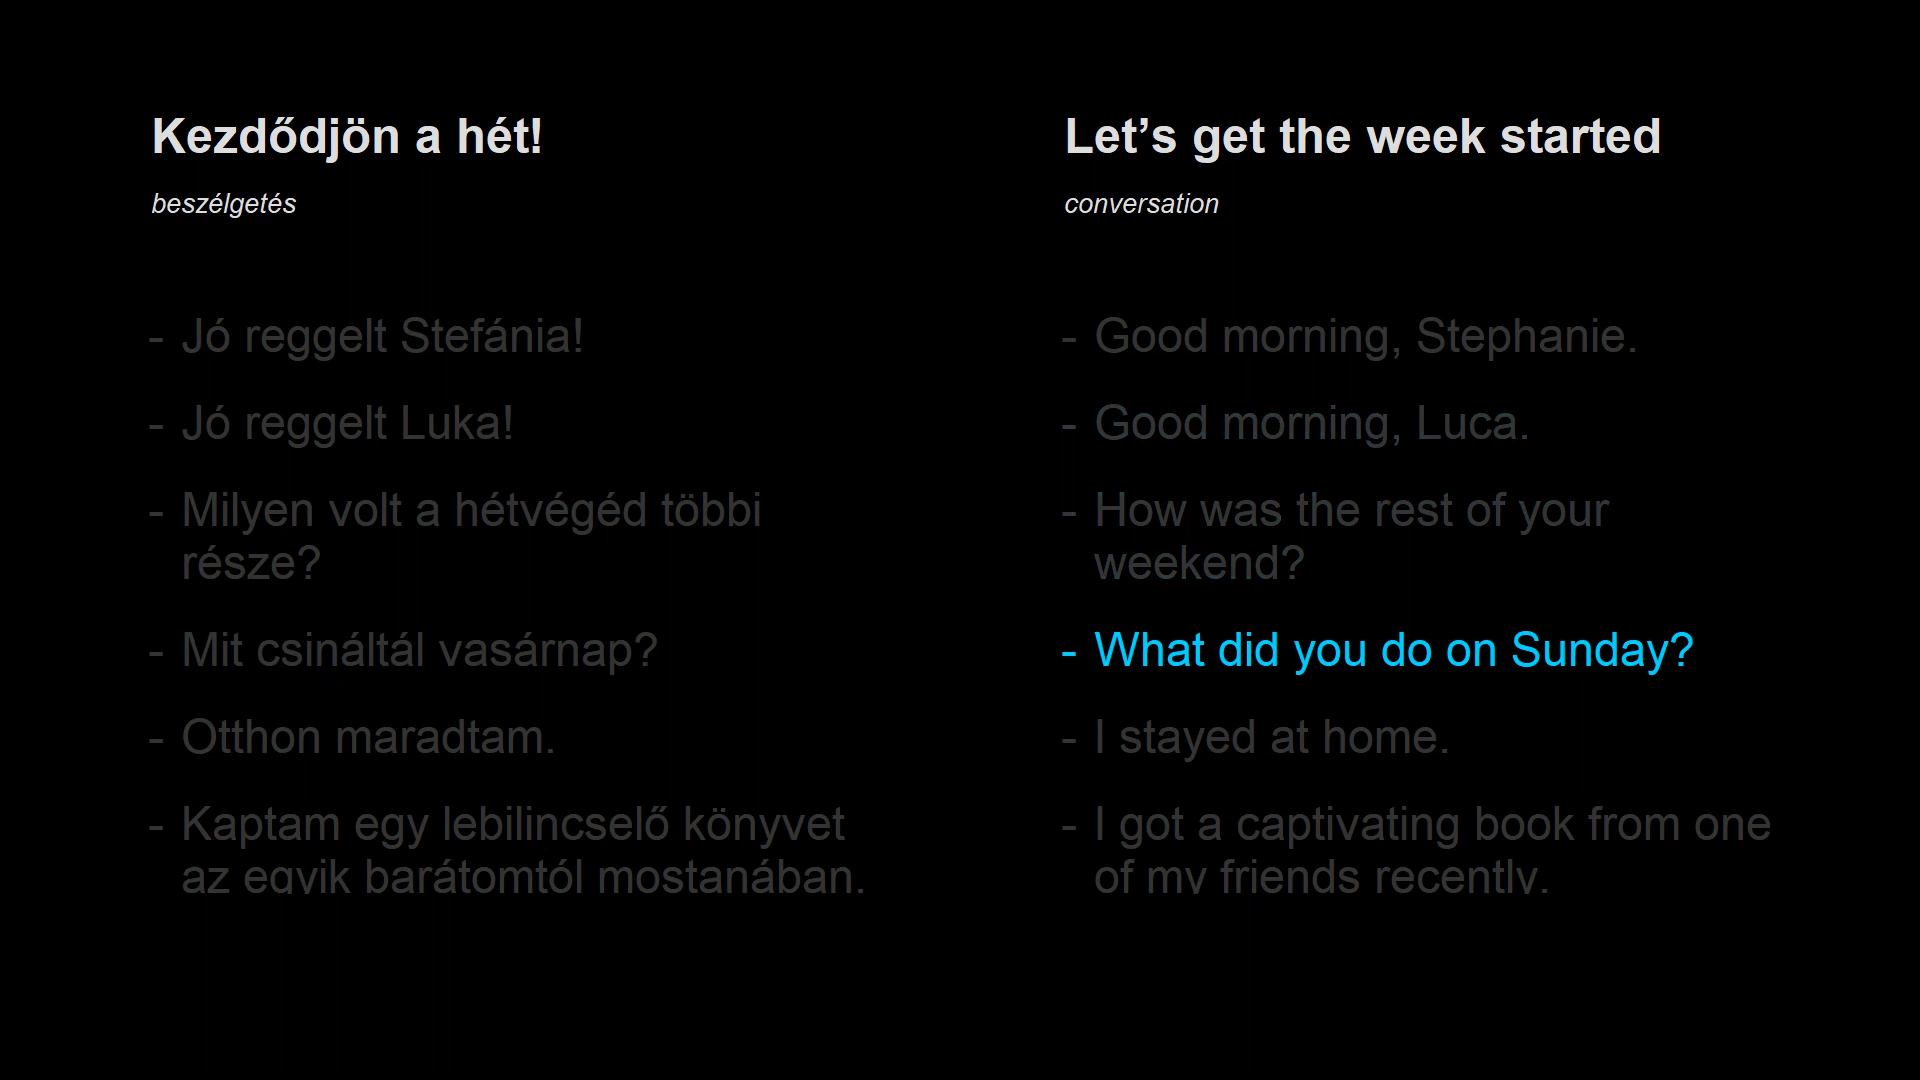 Kezdődjön a hét!
beszélgetés
- Jó reggelt Stefánia!
- Jó reggelt Luka!
- Milyen volt a hétvégéd többi
része?
- Mit csináltál vasárnap?
- Otthon maradtam.
- Kaptam egy lebilincselő könyvet
az egyik barátomtól mostanában.
Let’s get the week started
conversation
- Good morning, Stephanie.
- Good morning, Luca.
- How was the rest of your
weekend?
- What did you do on Sunday?
- I stayed at home.
- I got a captivating book from one
of my friends recently.